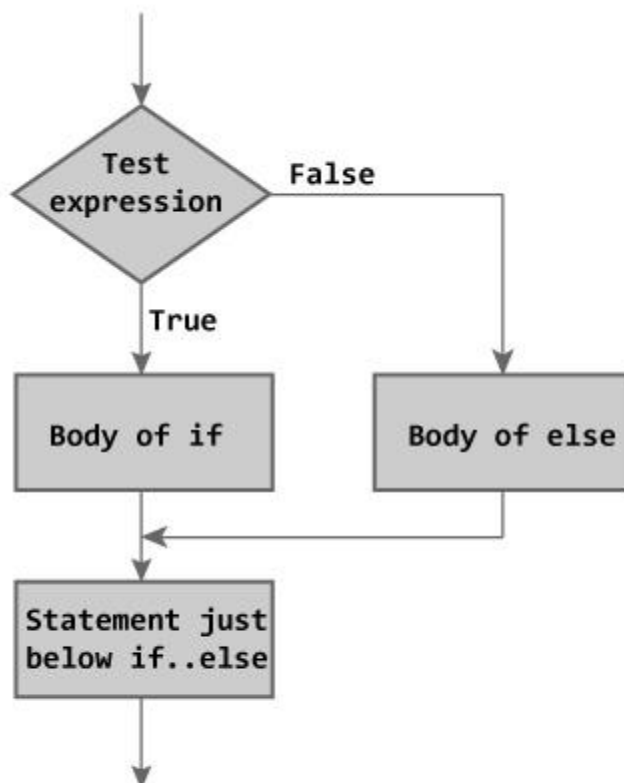 Test
expression
False
True
Body of if
Body of else
Statement just
below if..else